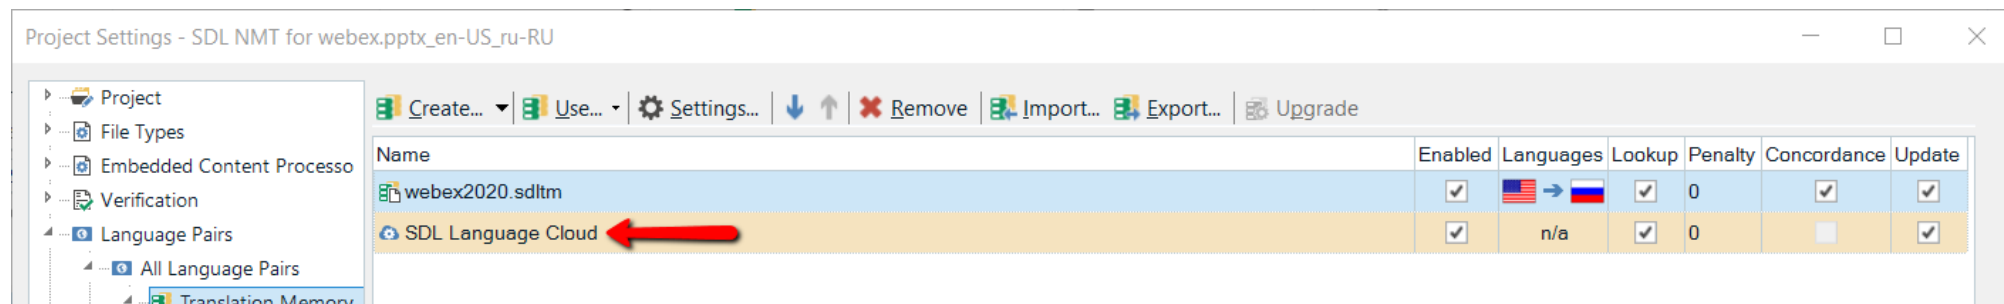 Project Settings - SDL NMT for webex.pptx_en-US_ru-RU
Project
File Types
Embedded Content Processo
Verification
Language Pairs
All Language Pairs
Translation Memory
Create... Use... Settings... Remove Import... Export... Upgrade
Name Enabled Languages Lookup Penalty Concordance Update
webex2020.sdltm 0
SDL Language Cloud n/a 0